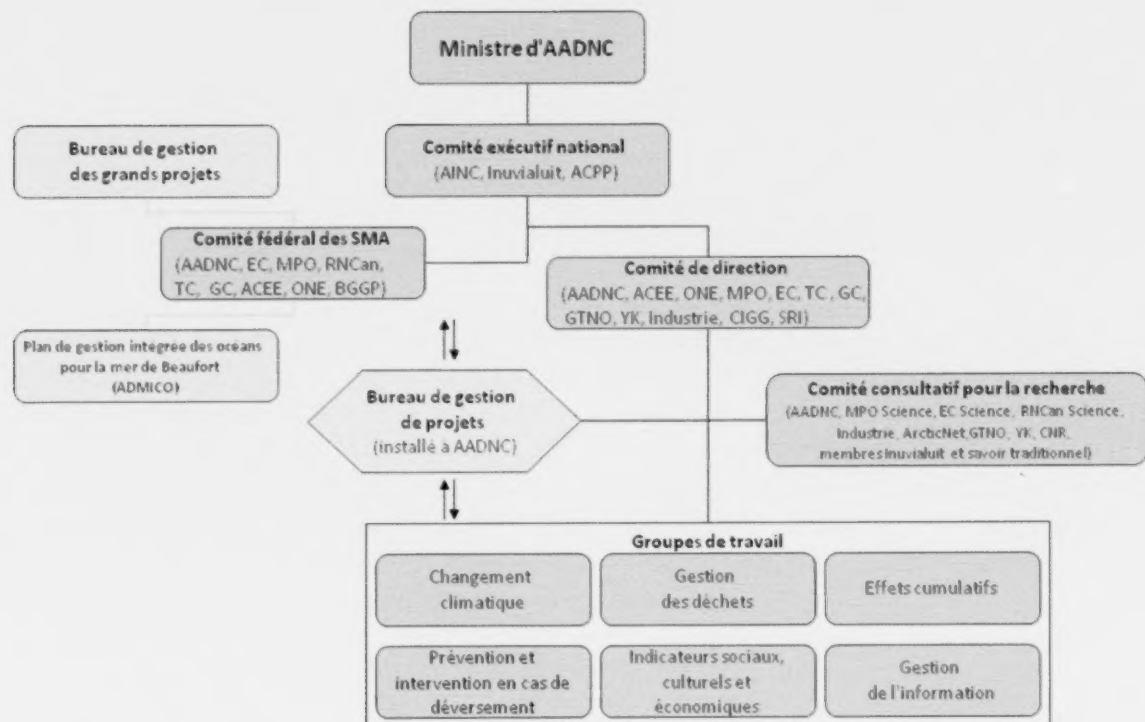 Ministre d'AADNC
Comité exécutif national
(AINC, Inuvialuit, ACPP)
Bureau de gestion
des grands projets
Comité fédéral des SMA
(AADNC, EC, MPO, RNCan,
TC, GC, ACEE, ONE, BGGP)
Comité de direction
(AADNC, ACEE, ONE, MPO, EC, TC, GC,
GTNO, YK, Industrie, CIGG, SRI)
Plan de gestion intégrée des océans
pour la mer de Beaufort
(ADMICO)
Bureau de gestion
de projets
(installé a AADNC)
Comité consultatif pour la recherche
(AADNC, MPO Science, EC Science, RNCan Science,
Industrie, ArcticNet, GTNO, YK, CNR,
membres Inuvialuit et savoir traditionnel)
Groupes de travail
Changement
climatique
Gestion
des déchets
Effets cumulatifs
Prévention et
intervention en cas de
déversement
Indicateurs sociaux,
culturels et
économiques
Gestion
de l'information